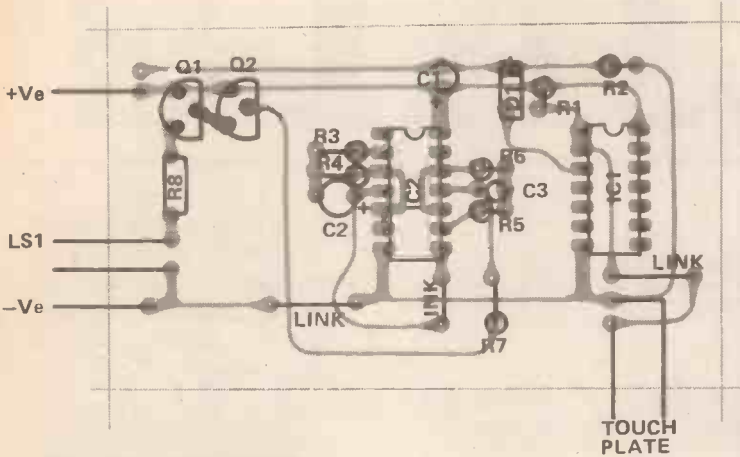 Q1 Q2
+Ve
C1
D1
R2
R1
R3
R4
R6
R8
IC2
IC1
C3
C2
+
R5
LS1
LINK
LINK
–Ve
LINK
R7
TOUCH
PLATE